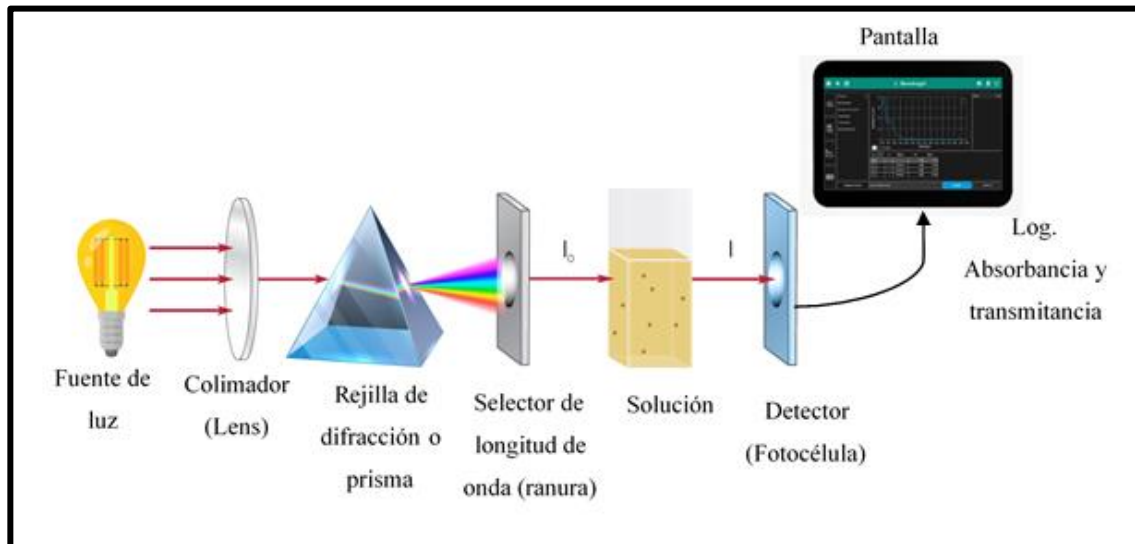 Pantalla
Log.
Absorbancia y
transmitancia
I₀
I
Fuente de
luz
Colimador
(Lens)
Rejilla de
difracción o
prisma
Selector de
longitud de
onda (ranura)
Solución
Detector
(Fotocélula)